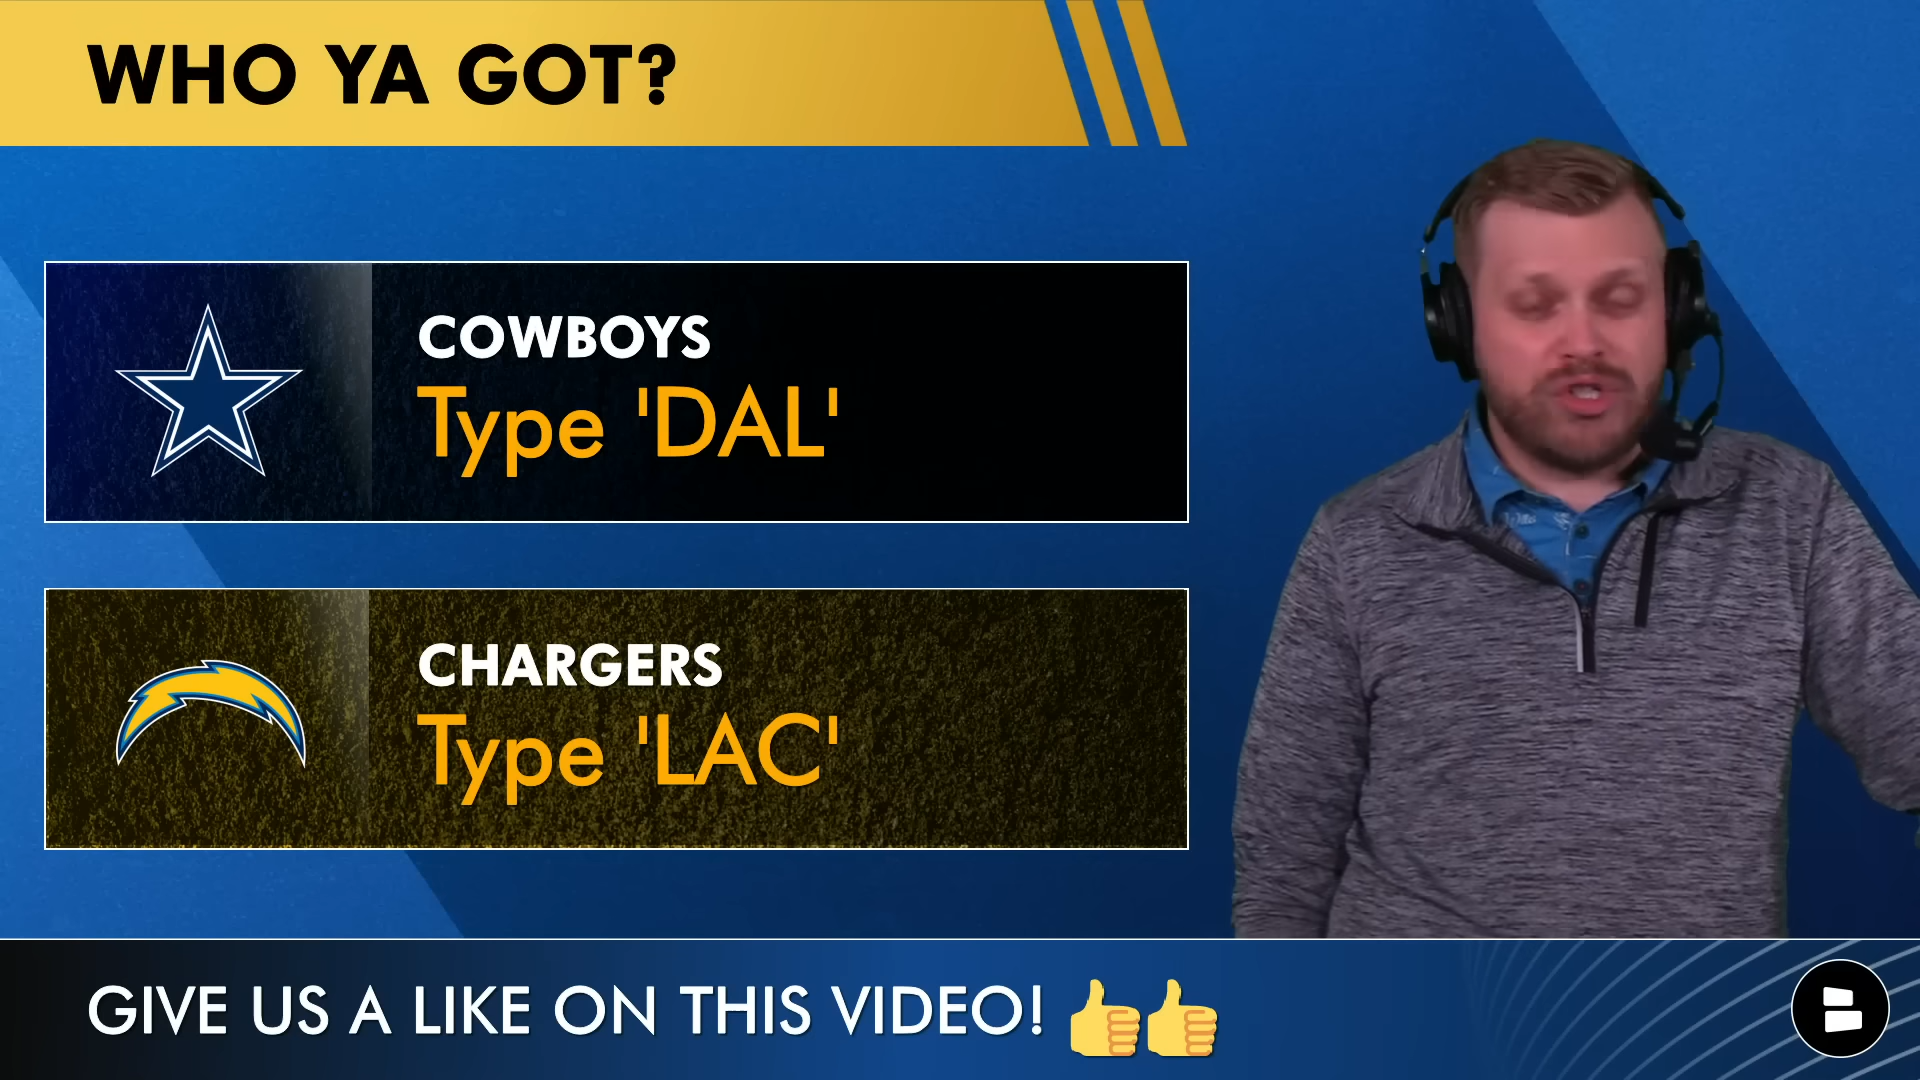 WHO YA GOT?
COWBOYS
Type 'DAL'
CHARGERS
Type 'LAC'
GIVE US A LIKE ON THIS VIDEO! 👍👍